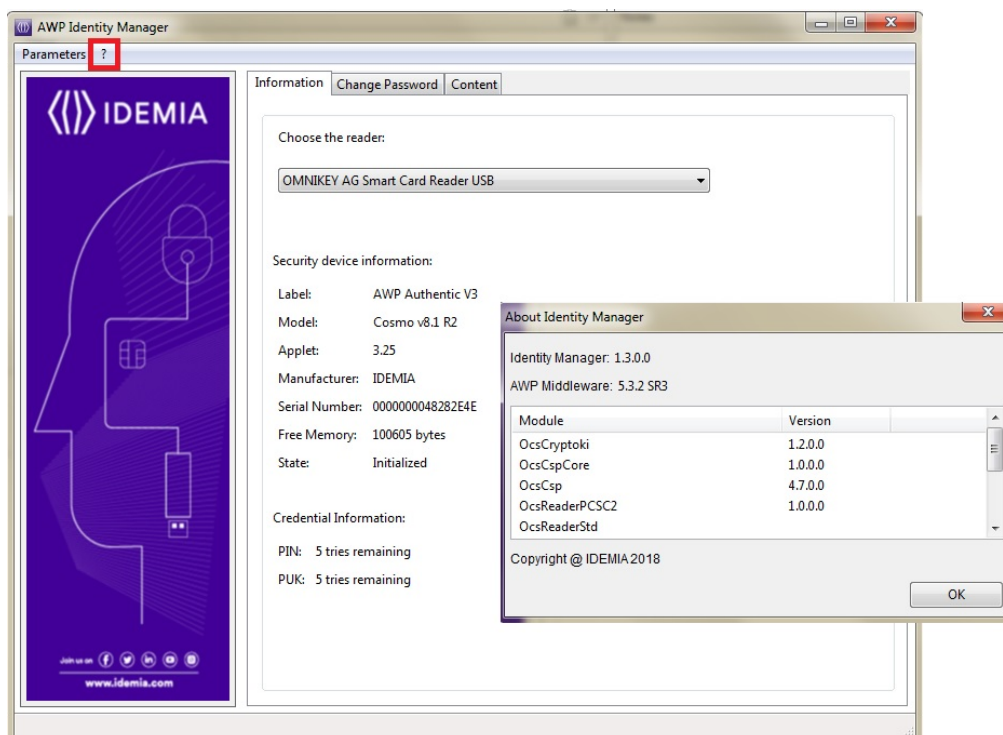 AWP Identity Manager
Parameters ?
IDEMIA
Join us on
www.idemia.com
Information Change Password Content
Choose the reader:
OMNIKEY AG Smart Card Reader USB
Security device information:
Label: AWP Authentic V3
Model: Cosmo v8.1 R2
Applet: 3.25
Manufacturer: IDEMIA
Serial Number: 0000000048282E4E
Free Memory: 100605 bytes
State: Initialized
Credential Information:
PIN: 5 tries remaining
PUK: 5 tries remaining
About Identity Manager
Identity Manager: 1.3.0.0
AWP Middleware: 5.3.2 SR3
Module Version
OcsCryptoki 1.2.0.0
OcsCspCore 1.0.0.0
OcsCsp 4.7.0.0
OcsReaderPCSC2 1.0.0.0
OcsReaderStd
Copyright @ IDEMIA 2018
OK